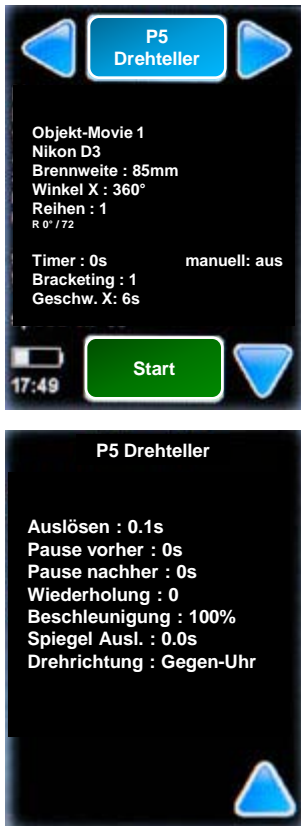 P5
Drehteller
Objekt-Movie 1
Nikon D3
Brennweite : 85mm
Winkel X : 360°
Reihen : 1
R 0° / 72
Timer : 0s manuell: aus
Bracketing : 1
Geschw. X: 6s
17:49
Start
P5 Drehteller
Auslösen : 0.1s
Pause vorher : 0s
Pause nachher : 0s
Wiederholung : 0
Beschleunigung : 100%
Spiegel Ausl. : 0.0s
Drehrichtung : Gegen-Uhr